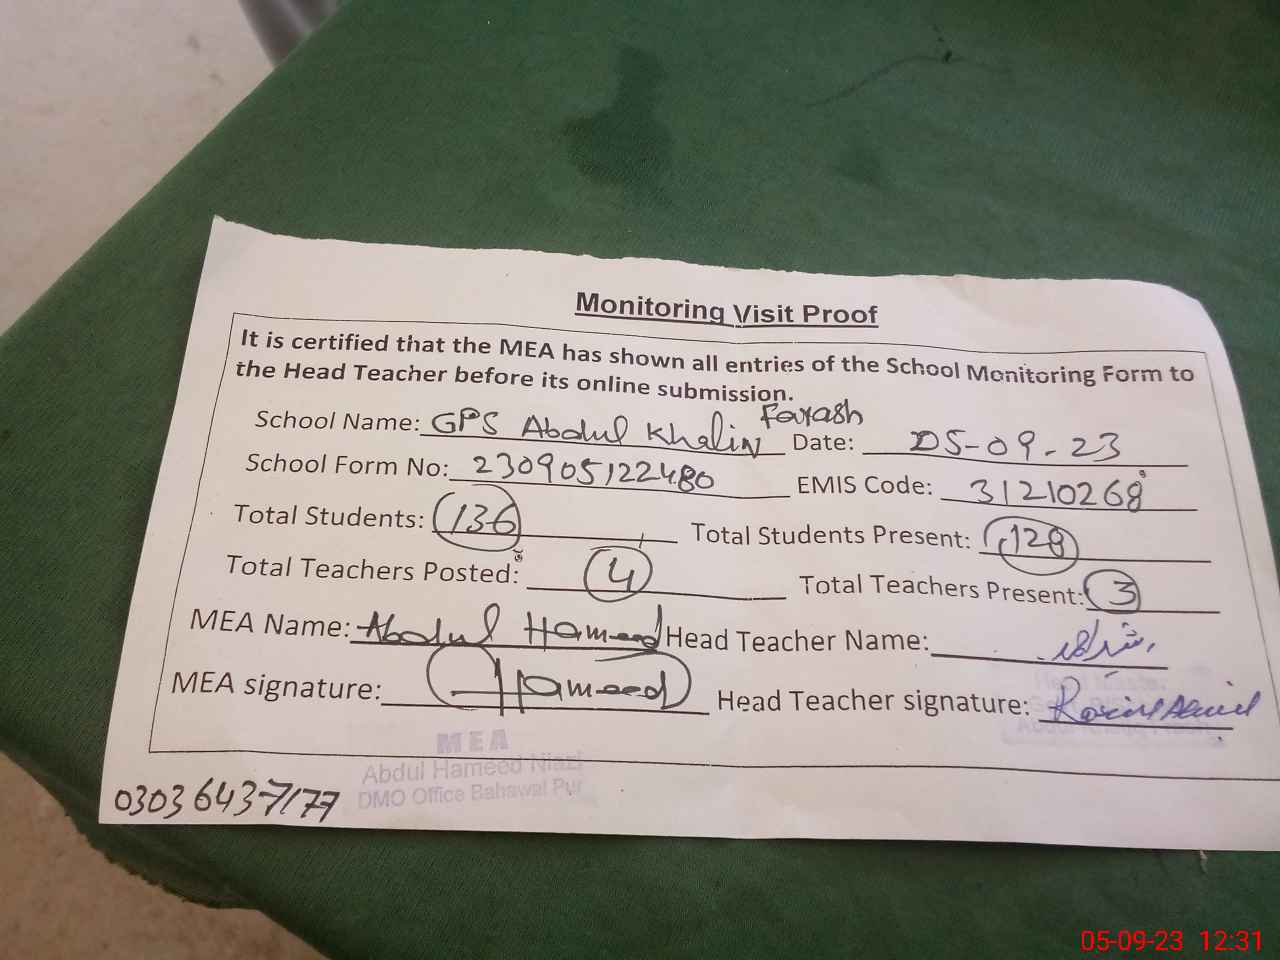 Monitoring Visit Proof
It is certified that the MEA has shown all entries of the School Monitoring Form to
the Head Teacher before its online submission.
School Name: GPS Abdul Khaliq Farash Date: 05-09-23
School Form No: 230905122480 EMIS Code: 31210268
Total Students: 136 Total Students Present: 128
Total Teachers Posted: 4 Total Teachers Present: 3
MEA Name: Abdul Hameed Head Teacher Name:
MEA signature: Hameed Head Teacher signature:
MEA
Abdul Hameed Niazi
DMO Office Bahawal Pur
03036437177
05-09-23 12:31